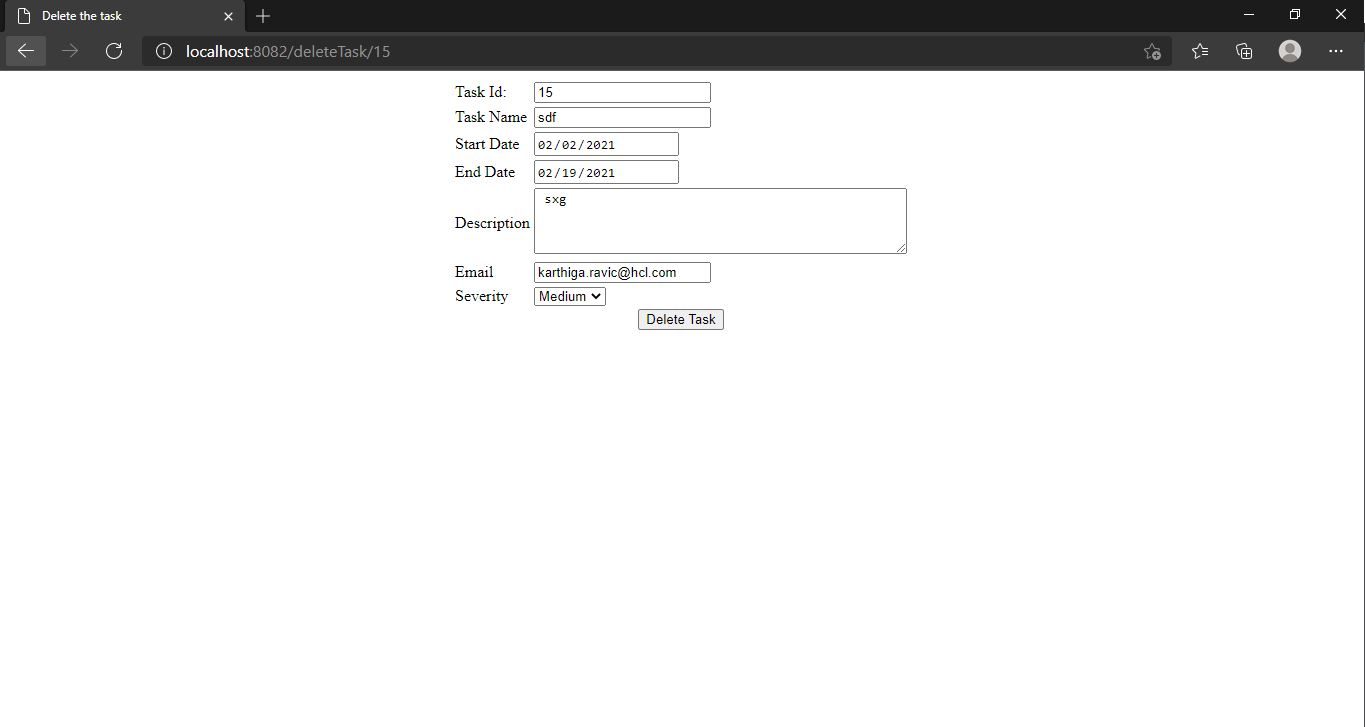 Delete the task
localhost:8082/deleteTask/15
Task Id: 15
Task Name sdf
Start Date 02/02/2021
End Date 02/19/2021
Description sxg
Email karthiga.ravic@hcl.com
Severity Medium
Delete Task